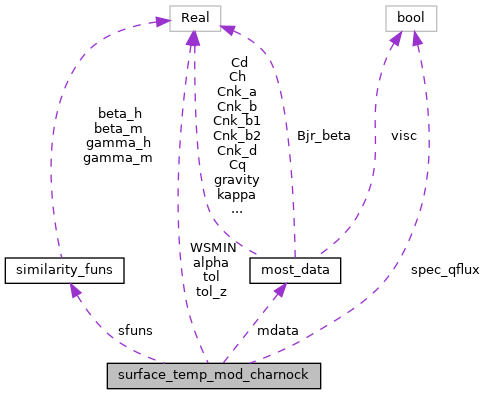 Real
bool
beta_h
beta_m
gamma_h
gamma_m
Cd
Ch
Cnk_a
Cnk_b
Cnk_b1
Cnk_b2
Cnk_d
Cq
gravity
kappa
...
Bjr_beta
visc
similarity_funs
WSMIN
alpha
tol
tol_z
most_data
spec_qflux
sfuns
mdata
surface_temp_mod_charnock